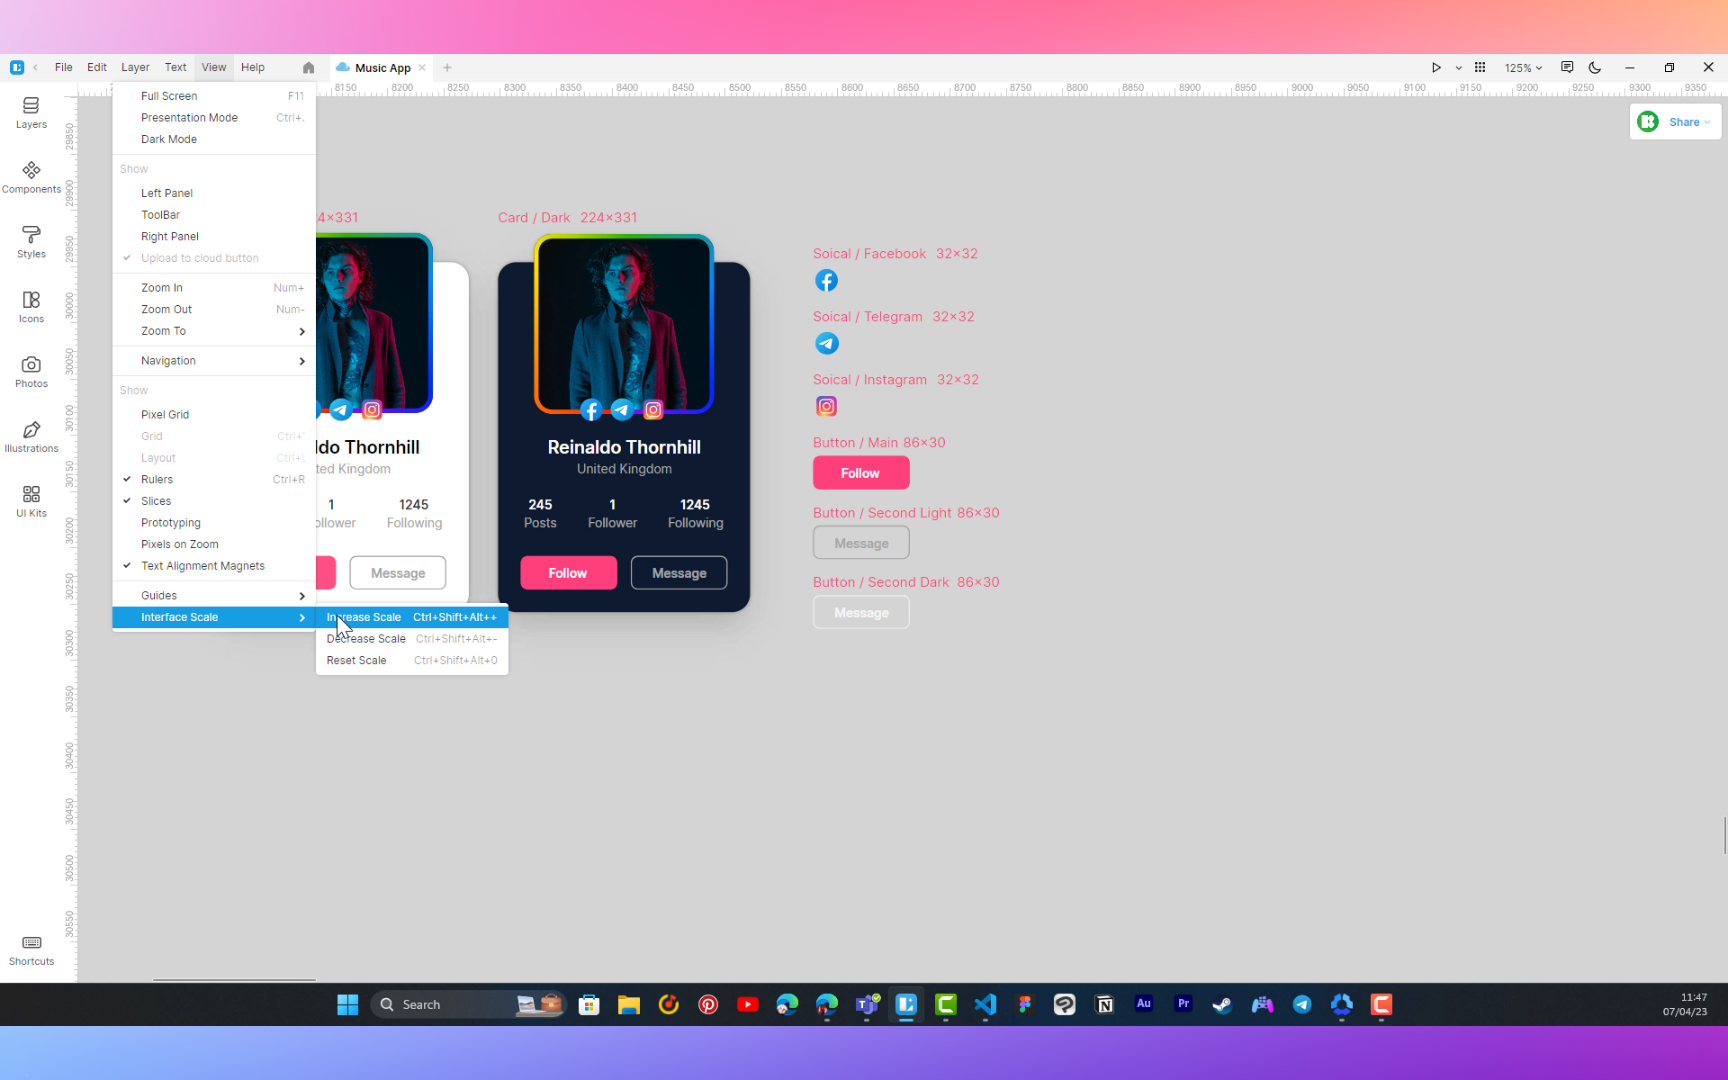 File Edit Layer Text View Help Music App 125%
8150 8200 8250 8300 8350 8400 8450 8500 8550 8600 8650 8700 8750 8800 8850 8900 8950 9000 9050 9100 9150 9200 9250 9300 9350
Share
Layers
Components
Styles
Icons
Photos
Illustrations
UI Kits
Shortcuts
29850
29900
29950
30000
30050
30100
30150
30200
30250
30300
30350
30400
30450
30500
30550
Full Screen F11
Presentation Mode Ctrl+.
Dark Mode
Show
Left Panel
ToolBar
Right Panel
Upload to cloud button
Zoom In Num+
Zoom Out Num-
Zoom To
Navigation
Show
Pixel Grid
Grid Ctrl+'
Layout Ctrl+\
Rulers Ctrl+R
Slices
Prototyping
Pixels on Zoom
Text Alignment Magnets
Guides
Interface Scale
Increase Scale Ctrl+Shift+Alt++
Decrease Scale Ctrl+Shift+Alt+-
Reset Scale Ctrl+Shift+Alt+0
4×331
ldo Thornhill
ted Kingdom
1 1245
ollower Following
Message
Card / Dark 224×331
Reinaldo Thornhill
United Kingdom
245 1 1245
Posts Follower Following
Follow Message
Soical / Facebook 32×32
Soical / Telegram 32×32
Soical / Instagram 32×32
Button / Main 86×30
Follow
Button / Second Light 86×30
Message
Button / Second Dark 86×30
Message
Search
Au
Pr
11:47
07/04/23